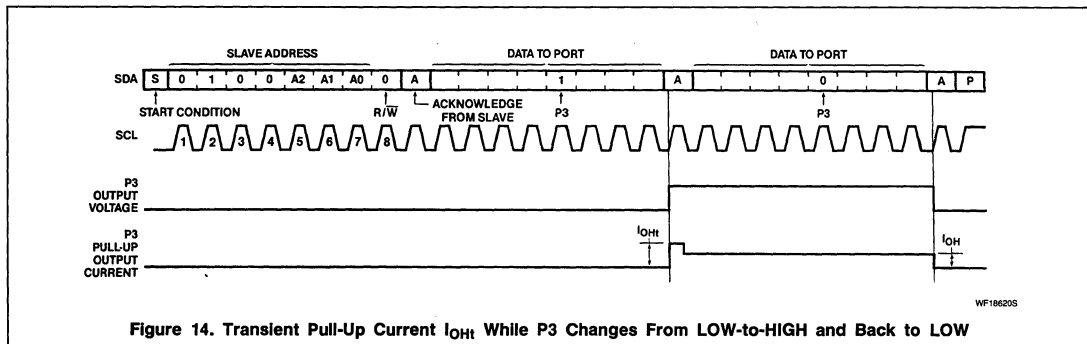 SLAVE ADDRESS DATA TO PORT DATA TO PORT
SDA S 0 1 0 0 A2 A1 A0 0 A 1 A 0 A P
START CONDITION R/W̅ ACKNOWLEDGE FROM SLAVE P3 P3
SCL 1 2 3 4 5 6 7 8
P3
OUTPUT
VOLTAGE
P3
PULL-UP
OUTPUT
CURRENT
IOHt
IOH
WF18620S
Figure 14. Transient Pull-Up Current IOHt While P3 Changes From LOW-to-HIGH and Back to LOW